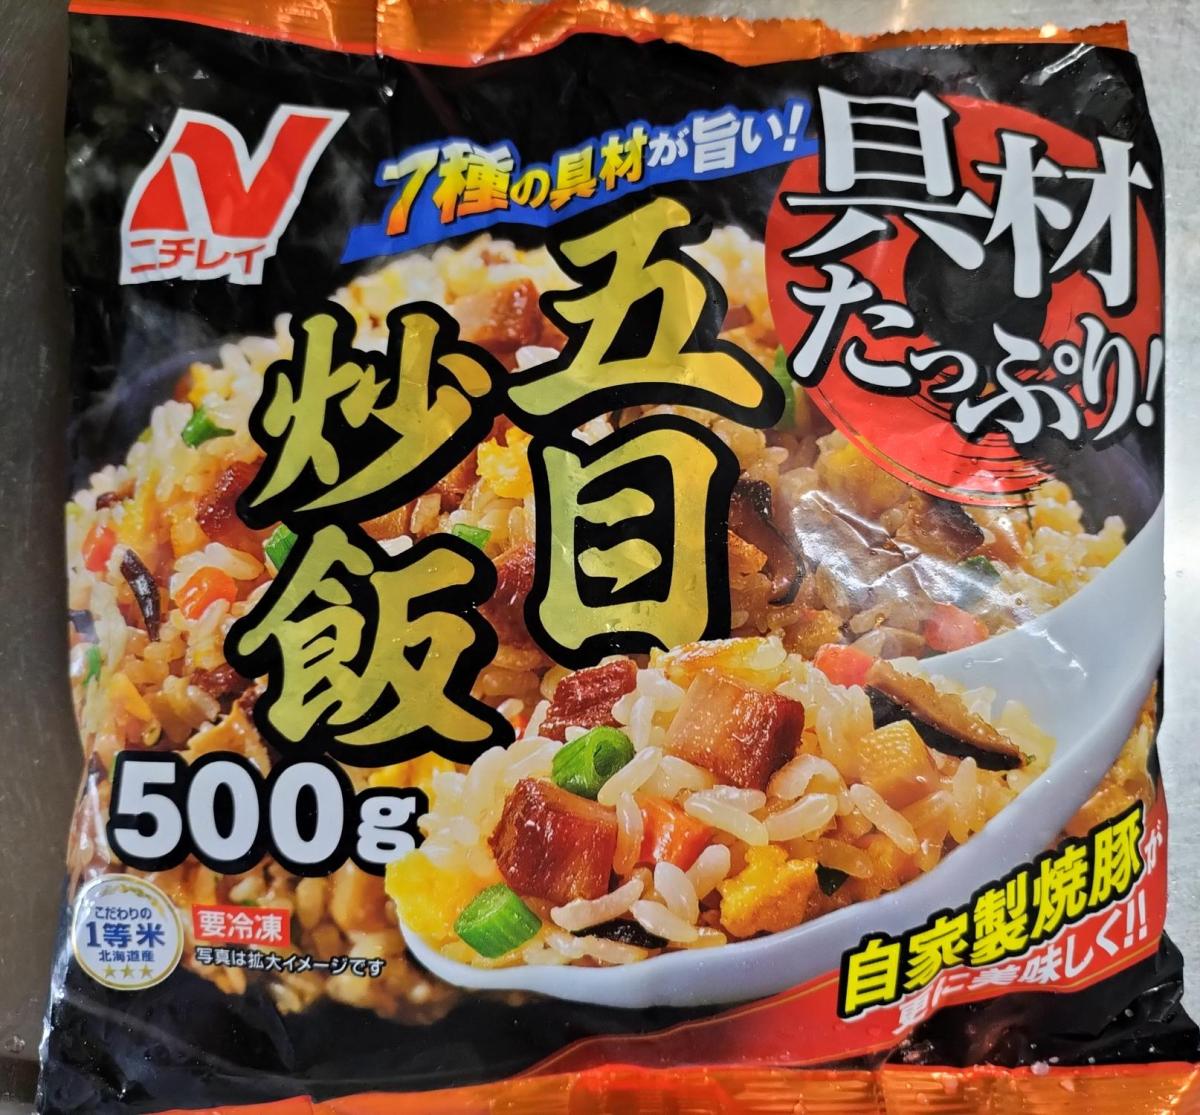 ニチレイ
7種の具材が旨い!
具材
たっぷり!
五目
炒飯
500g
こだわりの
1等米
北海道産
要冷凍
写真は拡大イメージです
自家製焼豚が
更に美味しく!!